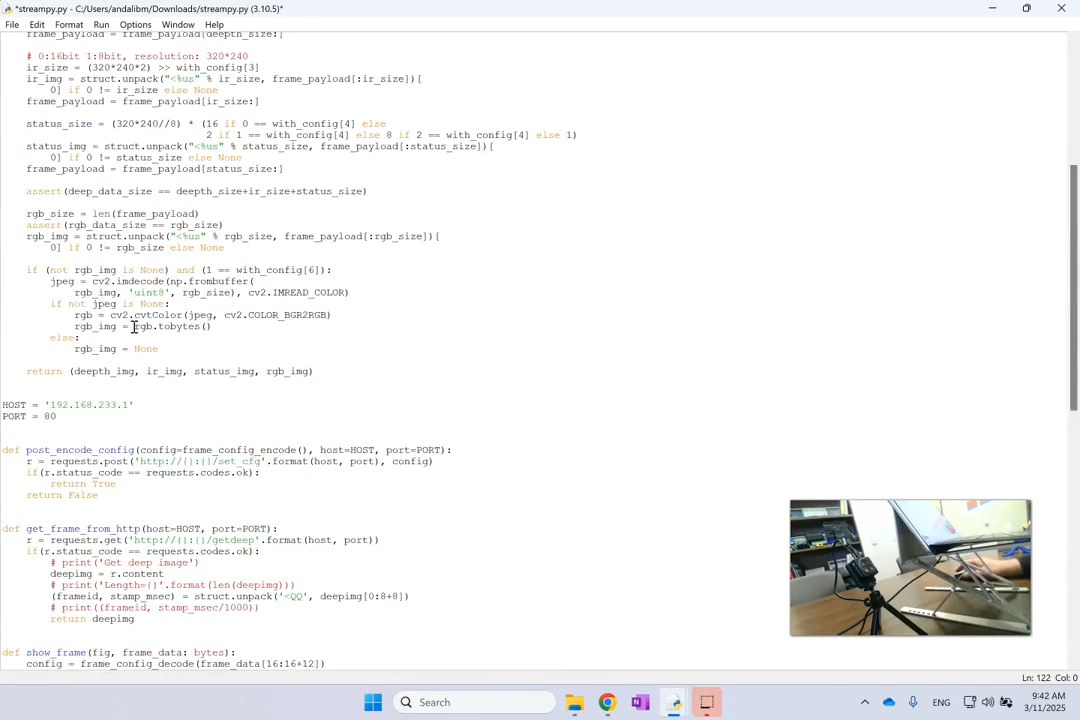 *streampy.py - C:/Users/andalibm/Downloads/streampy.py (3.10.5)*
File Edit Format Run Options Window Help
frame_payload = frame_payload[deepth_size:]
# 0:16bit 1:8bit, resolution: 320*240
ir_size = (320*240*2) >> with_config[3]
ir_img = struct.unpack("<%us" % ir_size, frame_payload[:ir_size])[
0] if 0 != ir_size else None
frame_payload = frame_payload[ir_size:]
status_size = (320*240//8) * (16 if 0 == with_config[4] else
2 if 1 == with_config[4] else 8 if 2 == with_config[4] else 1)
status_img = struct.unpack("<%us" % status_size, frame_payload[:status_size])[
0] if 0 != status_size else None
frame_payload = frame_payload[status_size:]
assert(deep_data_size == deepth_size+ir_size+status_size)
rgb_size = len(frame_payload)
assert(rgb_data_size == rgb_size)
rgb_img = struct.unpack("<%us" % rgb_size, frame_payload[:rgb_size])[
0] if 0 != rgb_size else None
if (not rgb_img is None) and (1 == with_config[6]):
jpeg = cv2.imdecode(np.frombuffer(
rgb_img, 'uint8', rgb_size), cv2.IMREAD_COLOR)
if not jpeg is None:
rgb = cv2.cvtColor(jpeg, cv2.COLOR_BGR2RGB)
rgb_img = rgb.tobytes()
else:
rgb_img = None
return (deepth_img, ir_img, status_img, rgb_img)
HOST = '192.168.233.1'
PORT = 80
def post_encode_config(config=frame_config_encode(), host=HOST, port=PORT):
r = requests.post('http://{}:{}/set_cfg'.format(host, port), config)
if(r.status_code == requests.codes.ok):
return True
return False
def get_frame_from_http(host=HOST, port=PORT):
r = requests.get('http://{}:{}/getdeep'.format(host, port))
if(r.status_code == requests.codes.ok):
# print('Get deep image')
deepimg = r.content
# print('Length={}'.format(len(deepimg)))
(frameid, stamp_msec) = struct.unpack('<QQ', deepimg[0:8+8])
# print((frameid, stamp_msec/1000))
return deepimg
def show_frame(fig, frame_data: bytes):
config = frame_config_decode(frame_data[16:16+12])
Ln: 122 Col: 0
Search
ENG
9:42 AM
3/11/2025